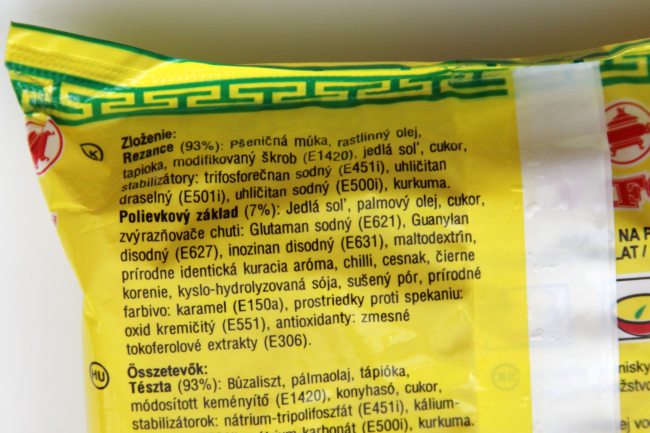 Zloženie:
Rezance (93%): Pšeničná múka, rastlinný olej,
tapioka, modifikovaný škrob (E1420), jedlá soľ, cukor,
stabilizátory: trifosforečnan sodný (E451i), uhličitan
draselný (E501i), uhličitan sodný (E500i), kurkuma.
Polievkový základ (7%): Jedlá soľ, palmový olej, cukor,
zvýrazňovače chuti: Glutaman sodný (E621), Guanylan
disodný (E627), inozinan disodný (E631), maltodextrín,
prírodne identická kuracia aróma, chilli, cesnak, čierne
korenie, kyslo-hydrolyzovaná sója, sušený pór, prírodné
farbivo: karamel (E150a), prostriedky proti spekaniu:
oxid kremičitý (E551), antioxidanty: zmesné
tokoferolové extrakty (E306).
HU
Összetevők:
Tészta (93%): Búzaliszt, pálmaolaj, tápióka,
módosított keményítő (E1420), konyhasó, cukor,
stabilizátorok: nátrium-tripolifoszfát (E451i), kálium-
karbonát (E500i), kurkuma.
NA
LAT /
SK